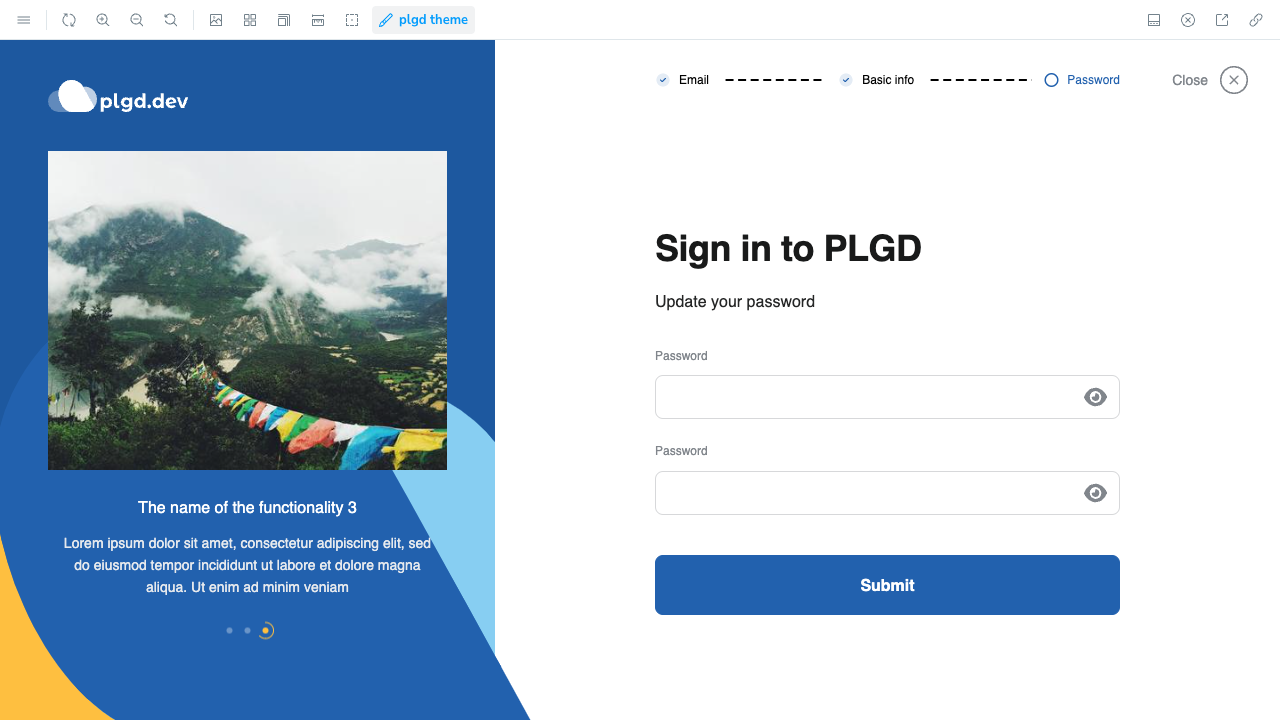 plgd theme
plgd.dev
The name of the functionality 3
Lorem ipsum dolor sit amet, consectetur adipiscing elit, sed
do eiusmod tempor incididunt ut labore et dolore magna
aliqua. Ut enim ad minim veniam
Email
Basic info
Password
Close
Sign in to PLGD
Update your password
Password
Password
Submit